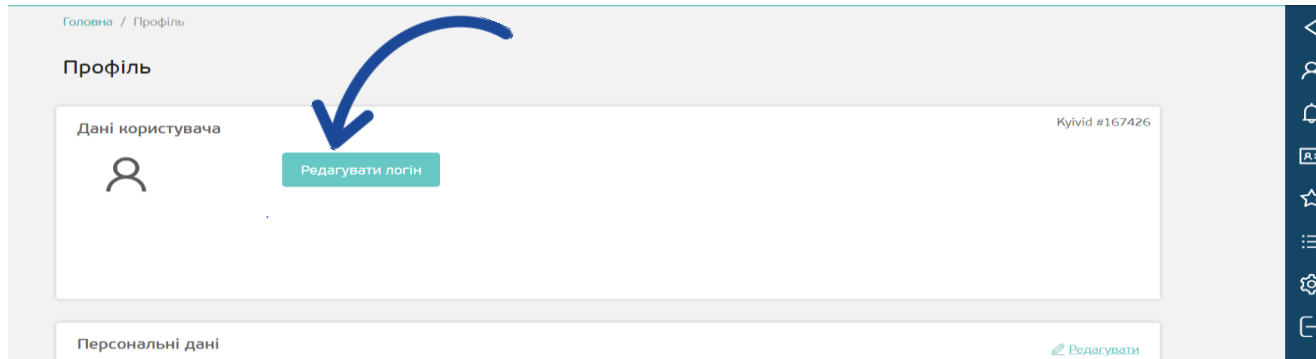 Головна / Профіль
Профіль
Дані користувача
Kyivid #167426
Редагувати логін
Персональні дані
Редагувати